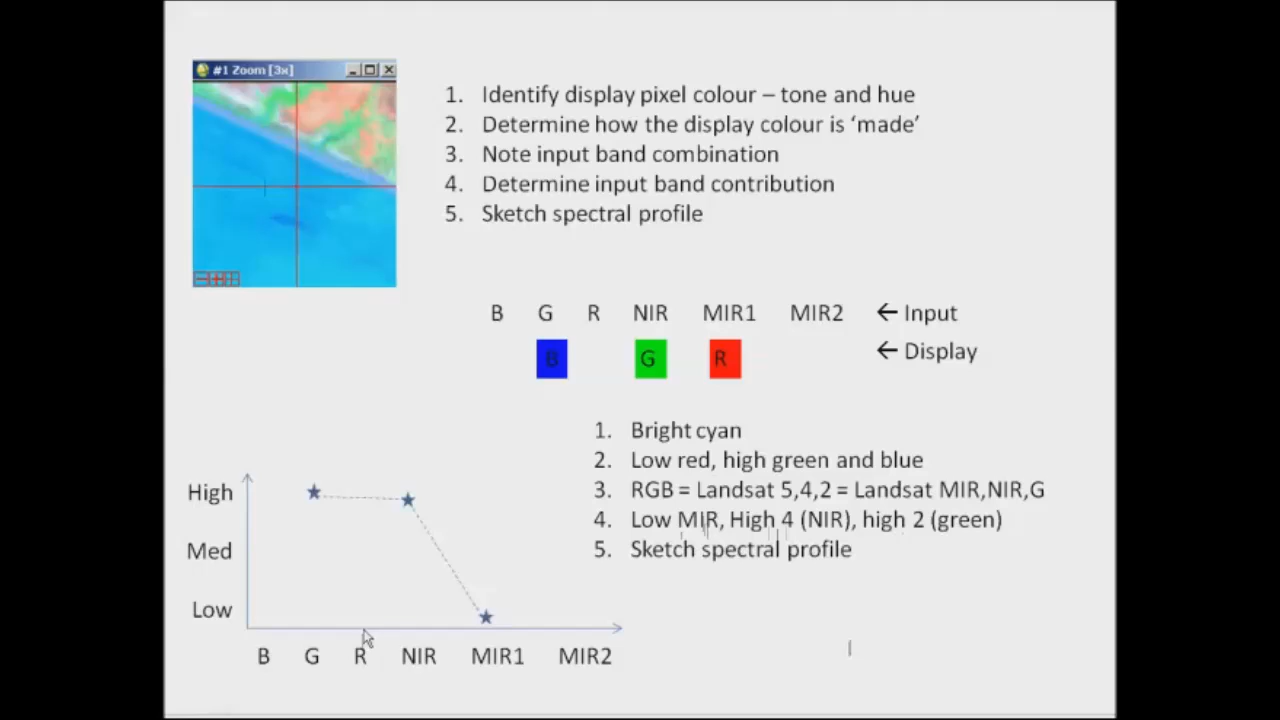 #1 Zoom [3x]
1. Identify display pixel colour – tone and hue
2. Determine how the display colour is ‘made’
3. Note input band combination
4. Determine input band contribution
5. Sketch spectral profile
B G R NIR MIR1 MIR2 ← Input
B G R ← Display
1. Bright cyan
2. Low red, high green and blue
3. RGB = Landsat 5,4,2 = Landsat MIR,NIR,G
4. Low MIR, High 4 (NIR), high 2 (green)
5. Sketch spectral profile
High
Med
Low
B G R NIR MIR1 MIR2